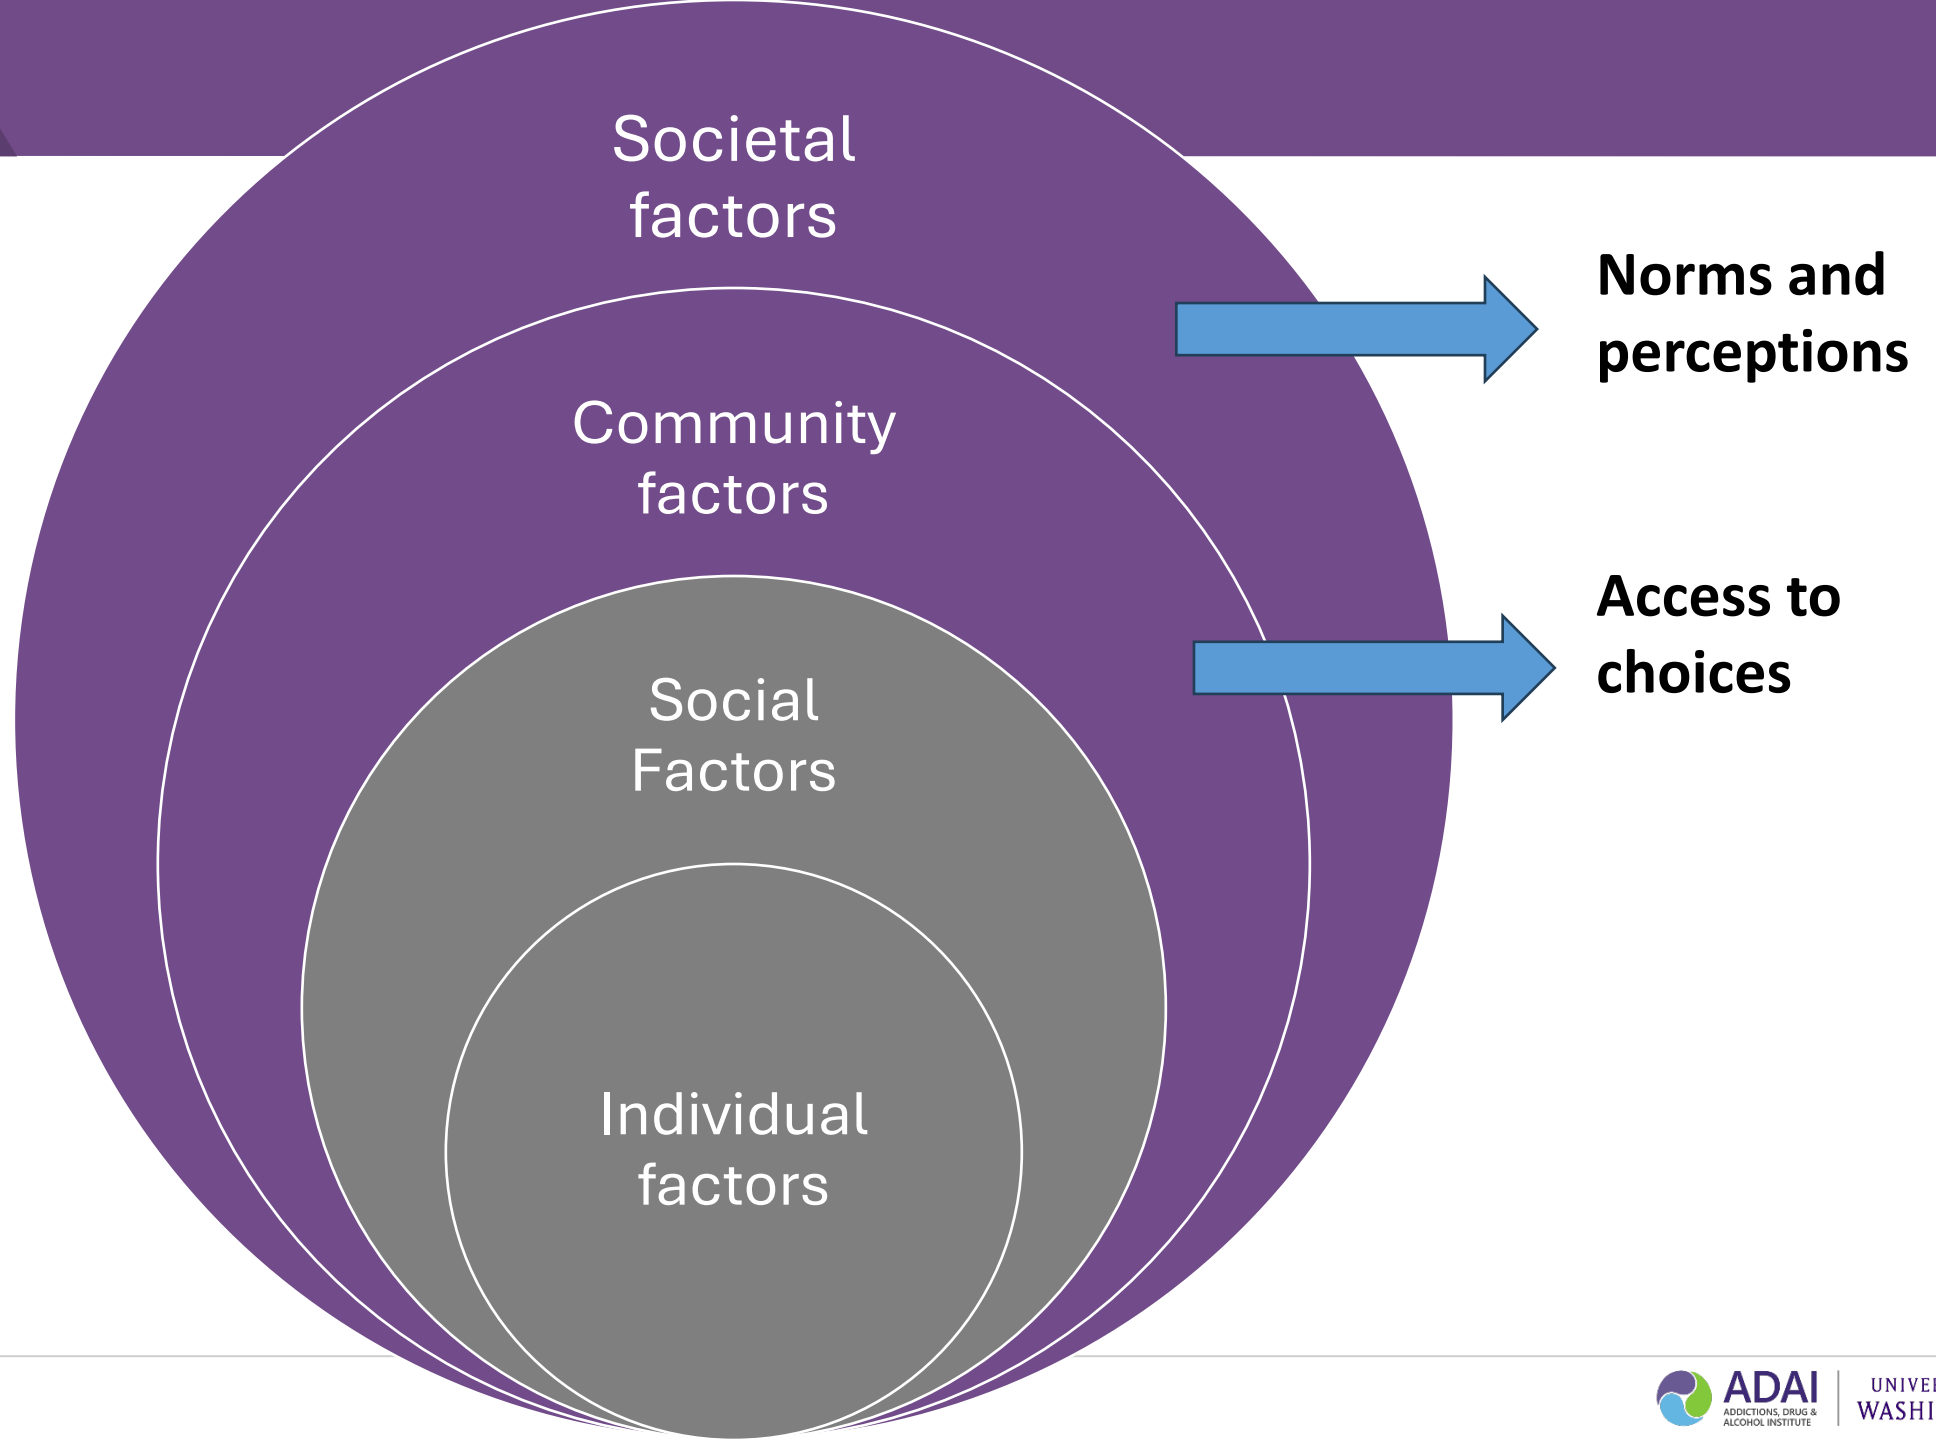 Societal
factors
Norms and
perceptions
Community
factors
Access to
choices
Social
Factors
Individual
factors
ADAI
ADDICTIONS, DRUG &
ALCOHOL INSTITUTE